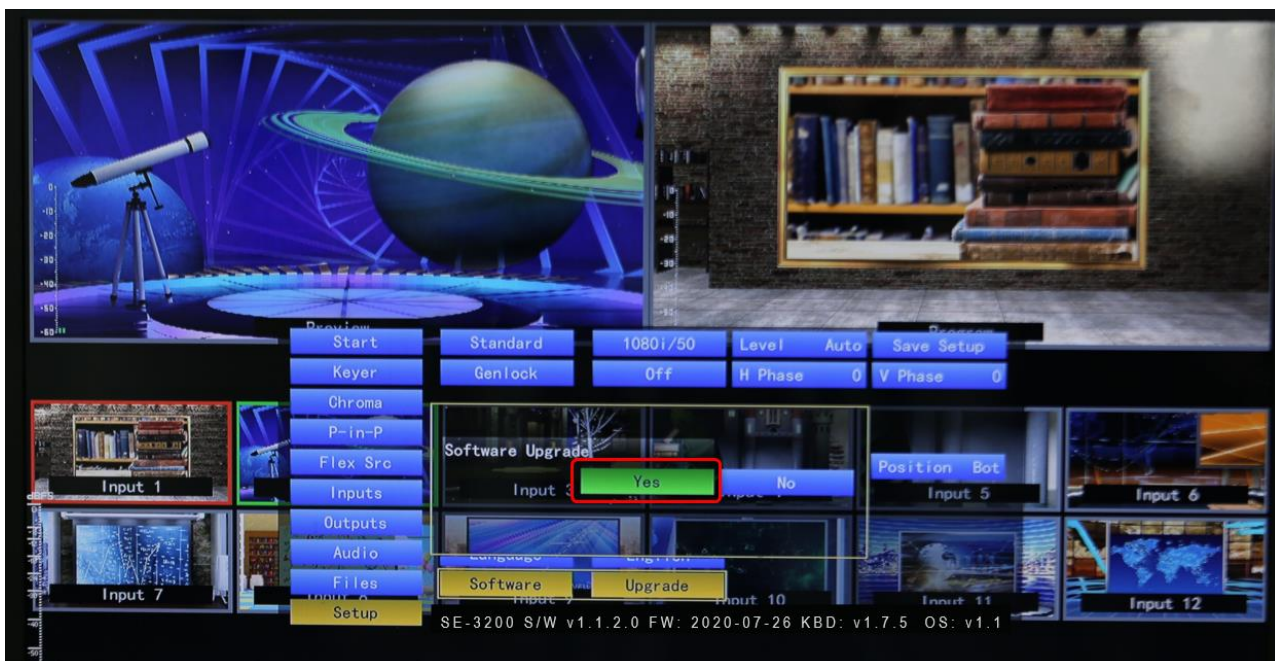 Preview
Program
Start
Standard
1080i/50
Level Auto
Save Setup
Keyer
Genlock
Off
H Phase 0
V Phase 0
Chroma
P-in-P
Software Upgrade
Flex Src
Yes
No
Position Bot
Input 1
Inputs
Input 3
Input 5
Input 6
Outputs
Audio
Language
English
Files
Software
Upgrade
Input 7
Input 10
Input 11
Input 12
Setup
SE-3200 S/W v1.1.2.0 FW: 2020-07-26 KBD: v1.7.5 OS: v1.1